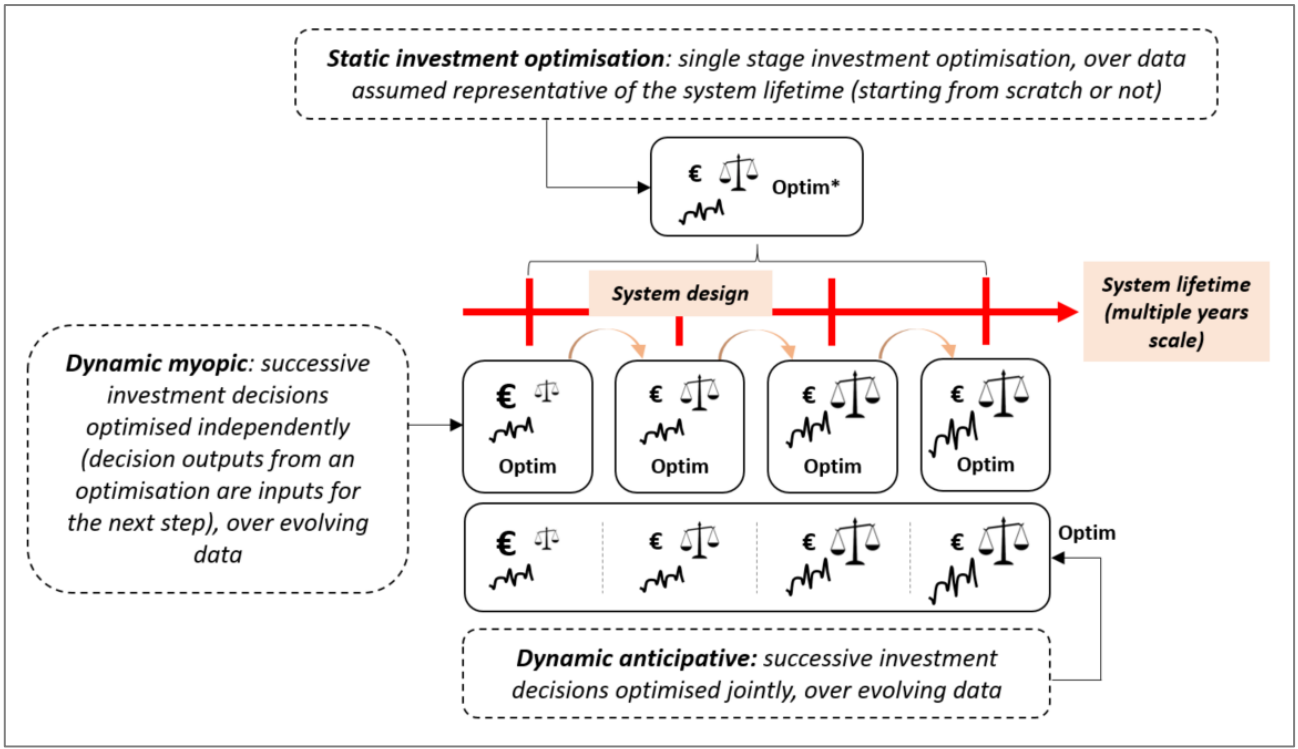 Static investment optimisation: single stage investment optimisation, over data
assumed representative of the system lifetime (starting from scratch or not)
€
Optim*
System design
System lifetime
(multiple years
scale)
Dynamic myopic: successive
investment decisions
optimised independently
(decision outputs from an
optimisation are inputs for
the next step), over evolving
data
€
Optim
€
Optim
€
Optim
€
Optim
€
€
€
€
Optim
Dynamic anticipative: successive investment
decisions optimised jointly, over evolving data